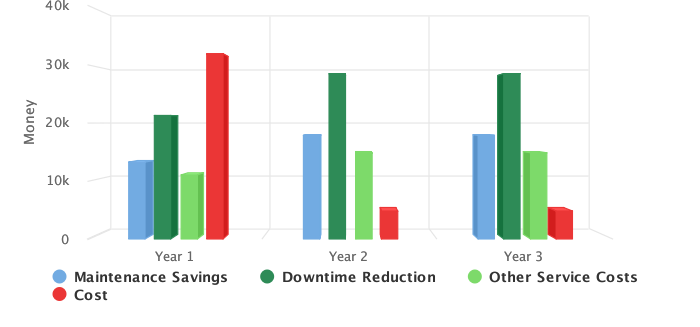 40k
30k
20k
10k
0
Money
Year 1
Year 2
Year 3
Maintenance Savings
Downtime Reduction
Other Service Costs
Cost